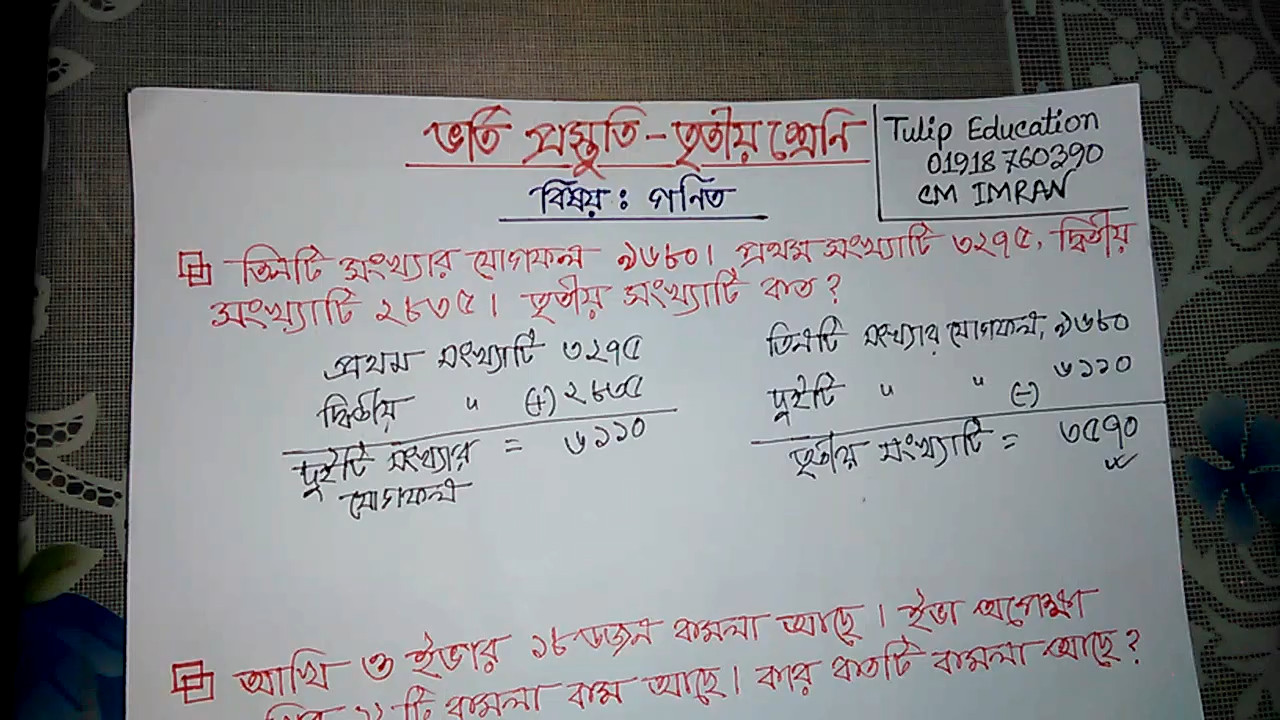 ভর্তি প্রস্তুতি - তৃতীয় শ্রেনি
Tulip Education
01918 760390
CM IMRAN
বিষয় : গনিত
তিনটি সংখ্যার যোগফল ৯৬৮০। প্রথম সংখ্যাটি ৩২৭৫, দ্বিতীয়
সংখ্যাটি ২৮৩৫। তৃতীয় সংখ্যাটি কত ?
প্রথম সংখ্যাটি ৩২৭৫
দ্বিতীয় " (+) ২৮৩৫
দুইটি সংখ্যার = ৬১১০
যোগফল
তিনটি সংখ্যার যোগফল, ৯৬৮০
দুইটি " " (-) ৬১১০
তৃতীয় সংখ্যাটি = ৩৫৭০
আখি ও ইভার ১৮ ডজন কমলা আছে। ইভা অপেক্ষা
টি কমলা কম আছে। কার কতটি কমলা আছে?